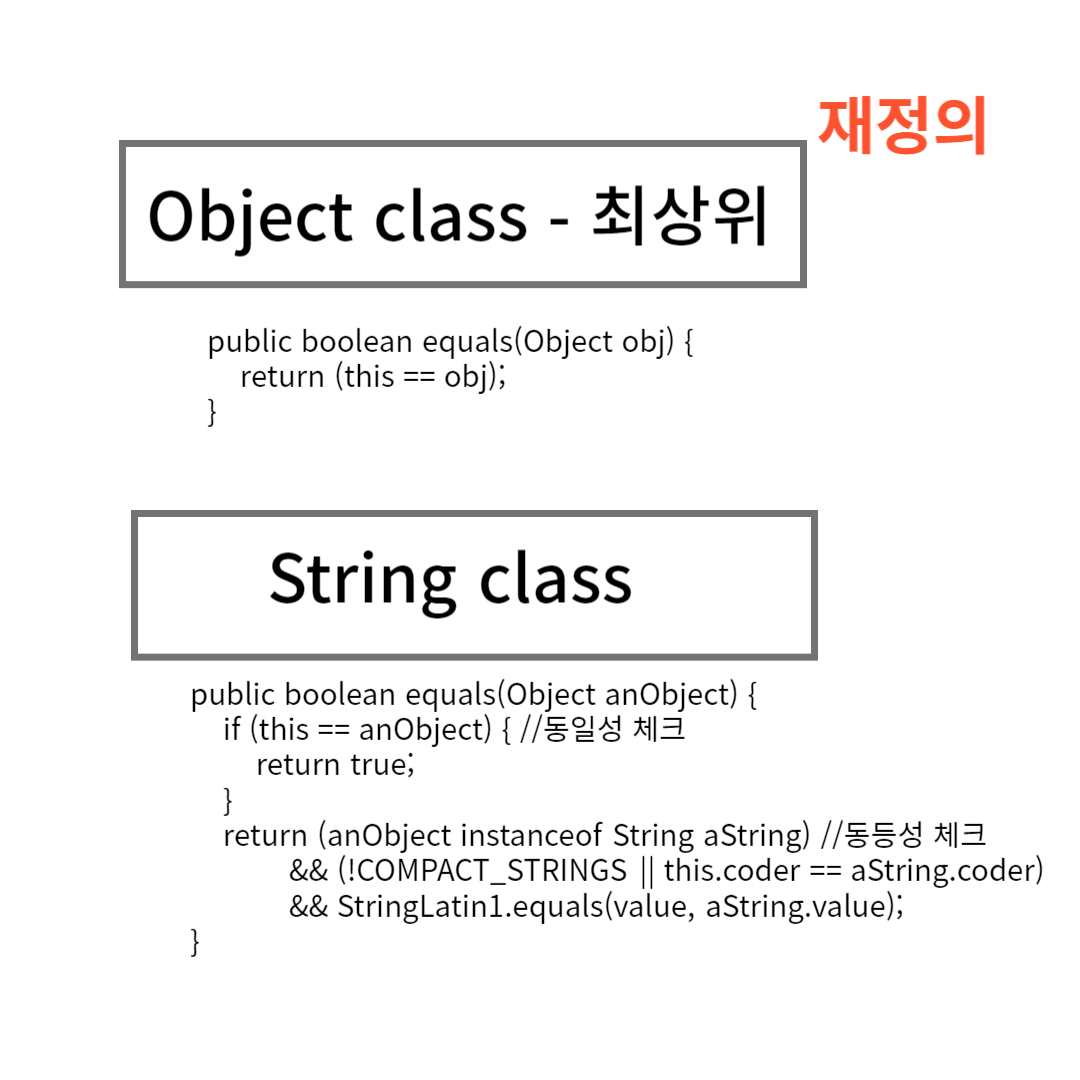 재정의
Object class - 최상위
public boolean equals(Object obj) {
return (this == obj);
}
String class
public boolean equals(Object anObject) {
if (this == anObject) { //동일성 체크
return true;
}
return (anObject instanceof String aString) //동등성 체크
&& (!COMPACT_STRINGS || this.coder == aString.coder)
&& StringLatin1.equals(value, aString.value);
}